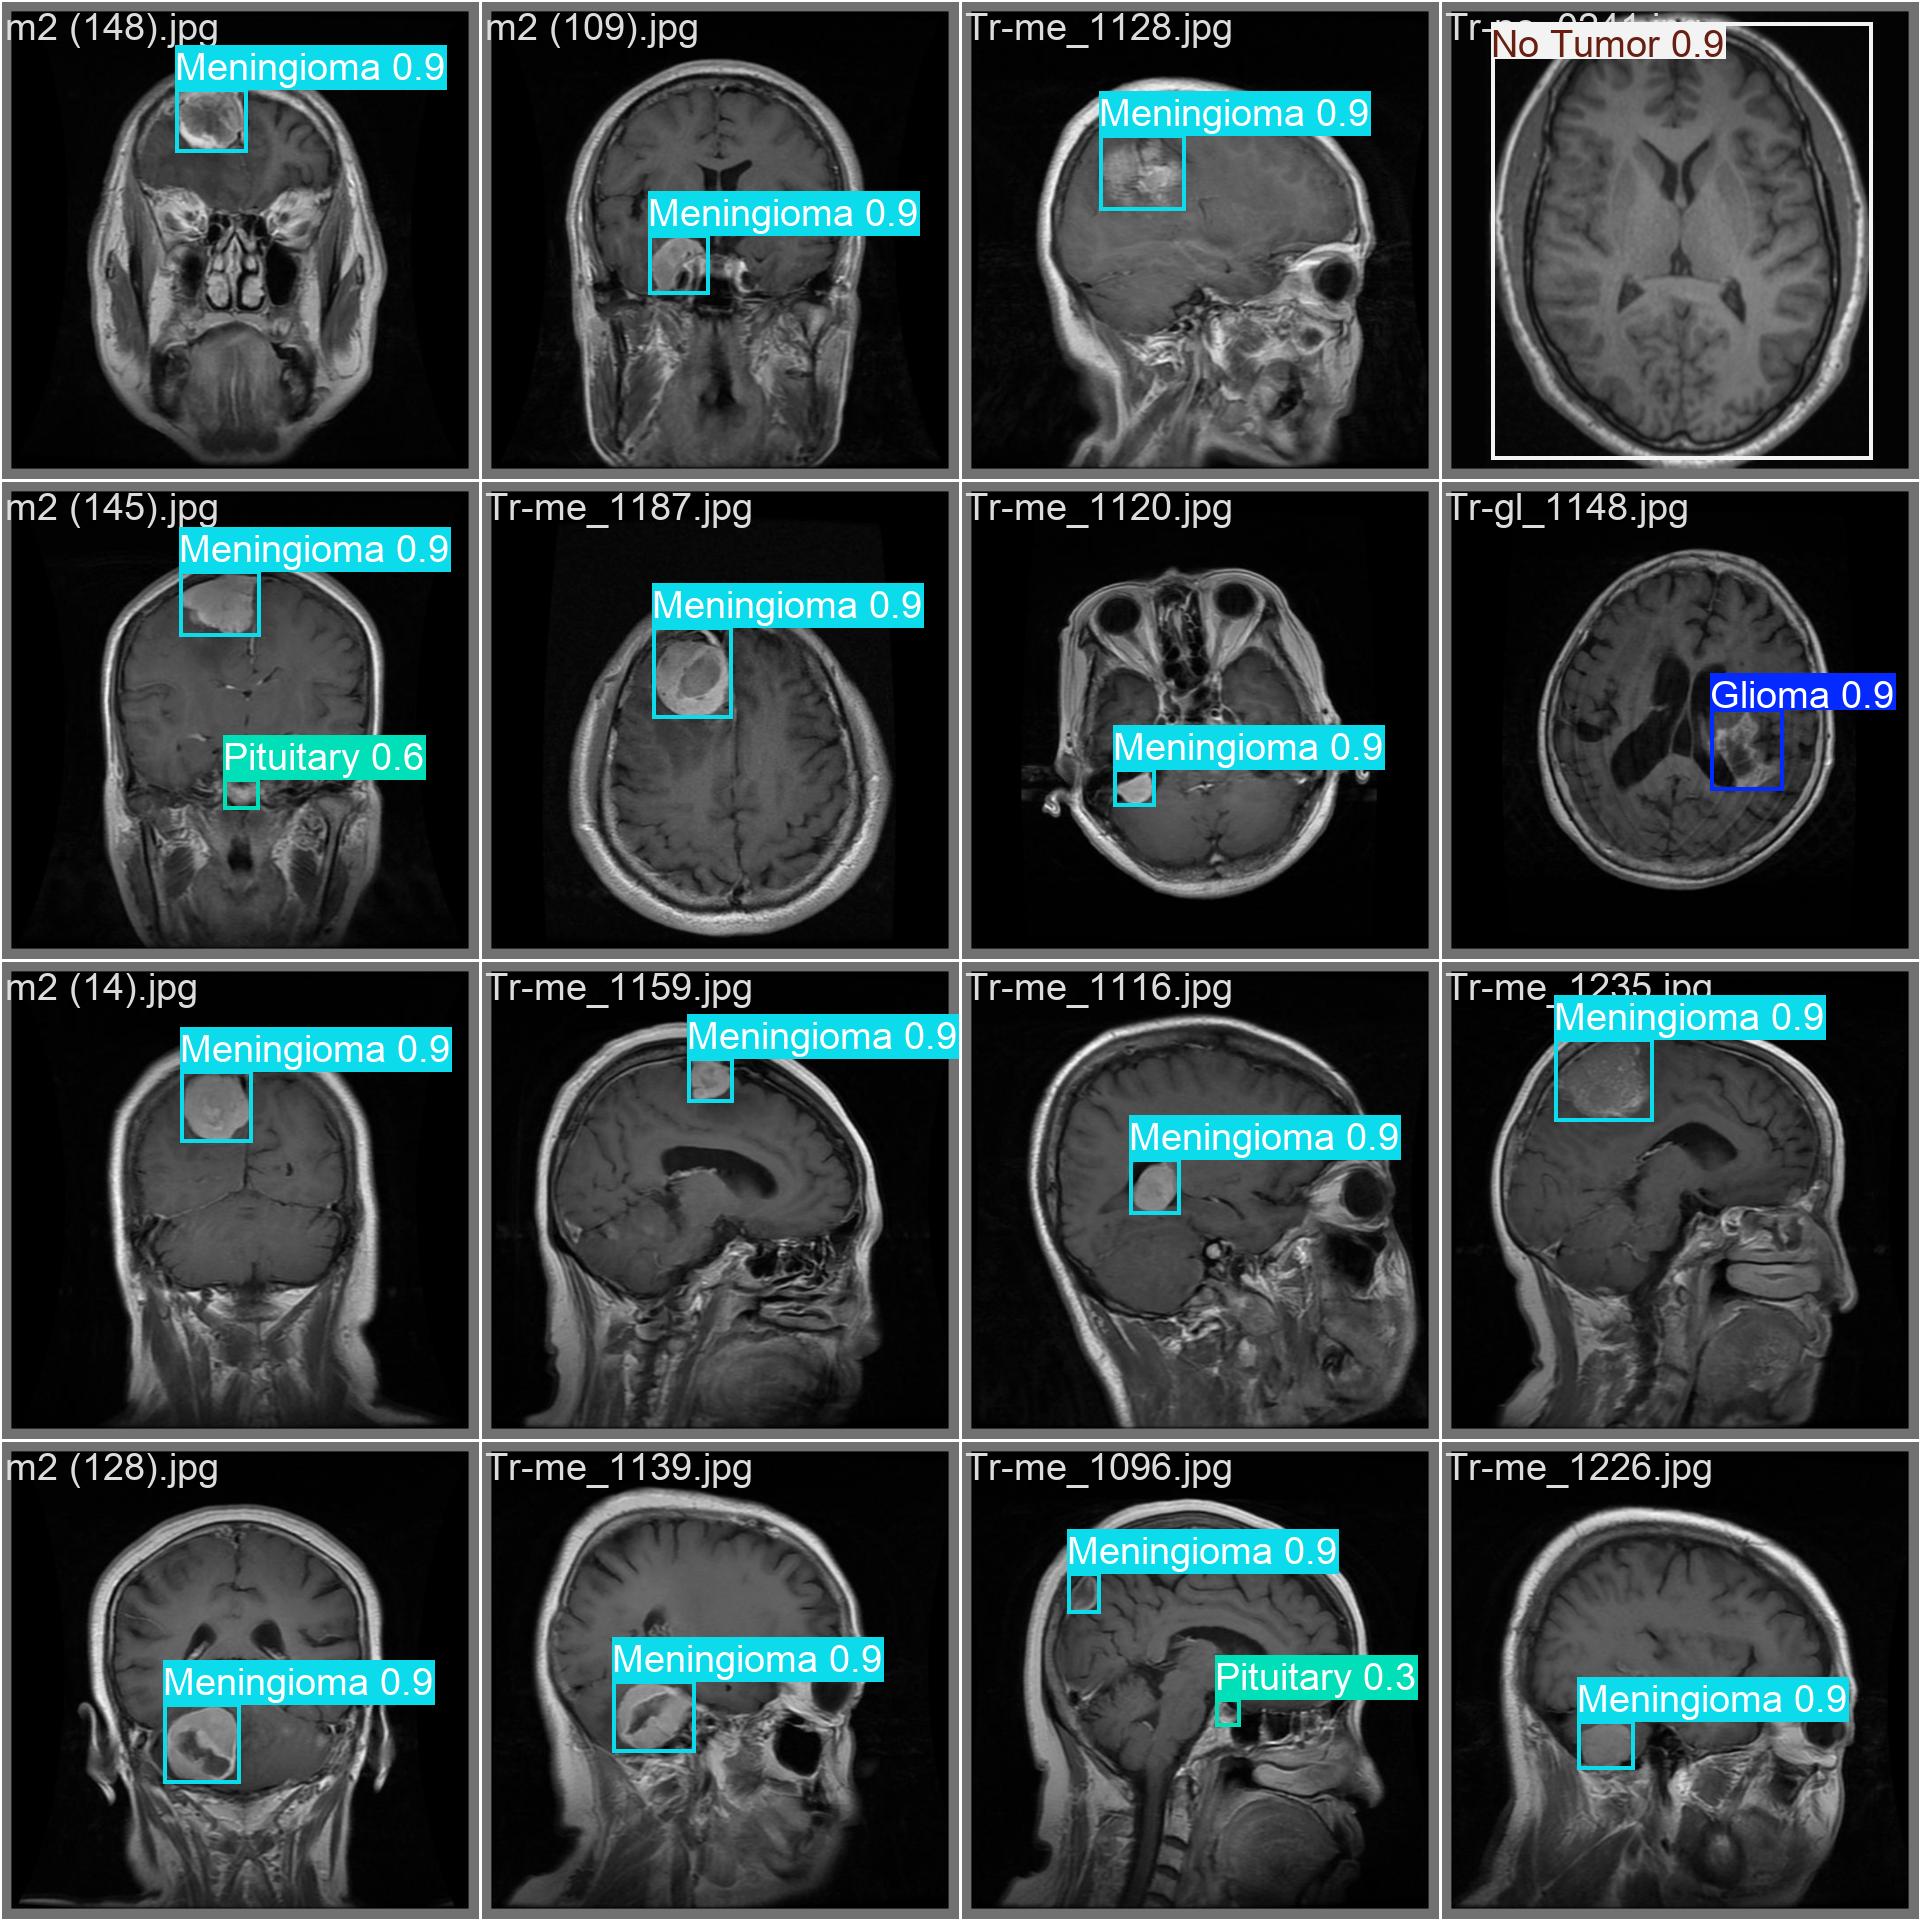 m2 (148).jpg
Meningioma 0.9
m2 (109).jpg
Meningioma 0.9
Tr-me_1128.jpg
Meningioma 0.9
No Tumor 0.9
m2 (145).jpg
Meningioma 0.9
Pituitary 0.6
Tr-me_1187.jpg
Meningioma 0.9
Tr-me_1120.jpg
Meningioma 0.9
Tr-gl_1148.jpg
Glioma 0.9
m2 (14).jpg
Meningioma 0.9
Tr-me_1159.jpg
Meningioma 0.9
Tr-me_1116.jpg
Meningioma 0.9
Tr-me_1235.jpg
Meningioma 0.9
m2 (128).jpg
Meningioma 0.9
Tr-me_1139.jpg
Meningioma 0.9
Tr-me_1096.jpg
Meningioma 0.9
Pituitary 0.3
Tr-me_1226.jpg
Meningioma 0.9